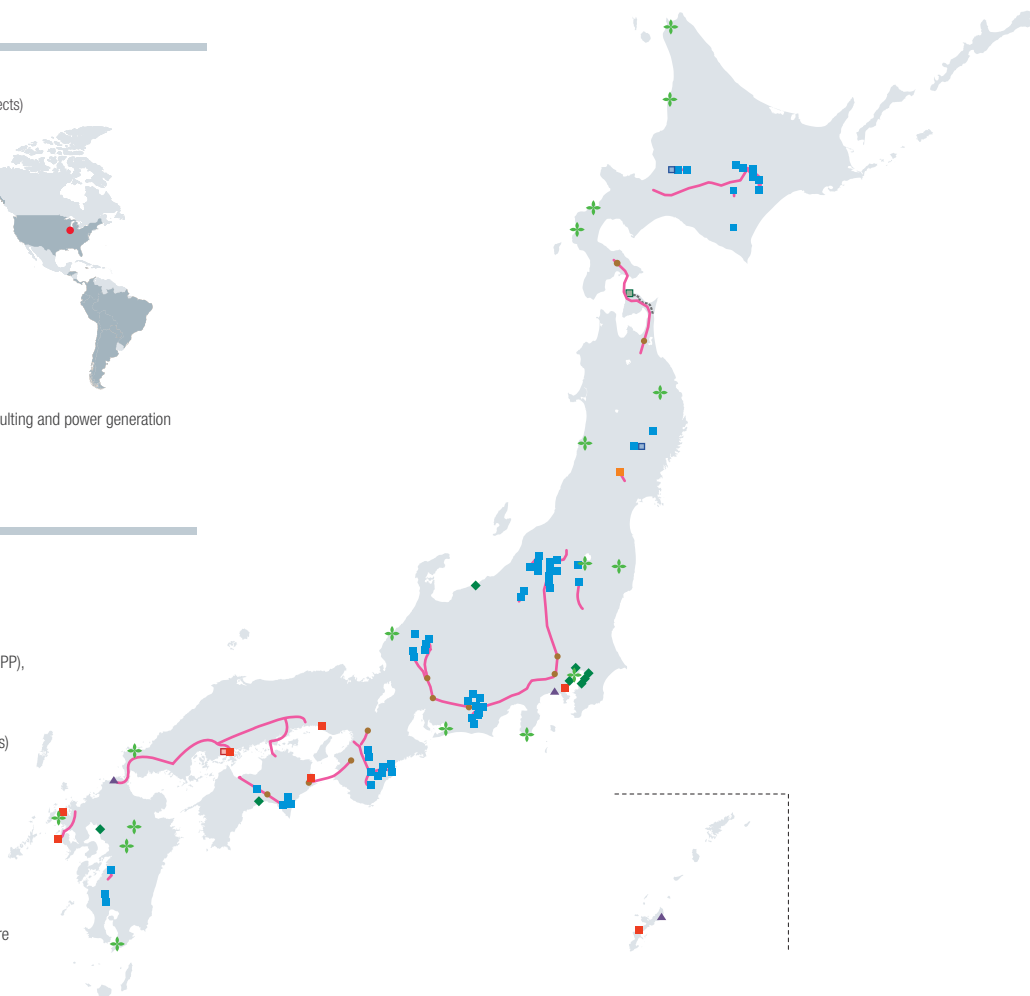 ects)
ulting and power generation
PP),
s)
re